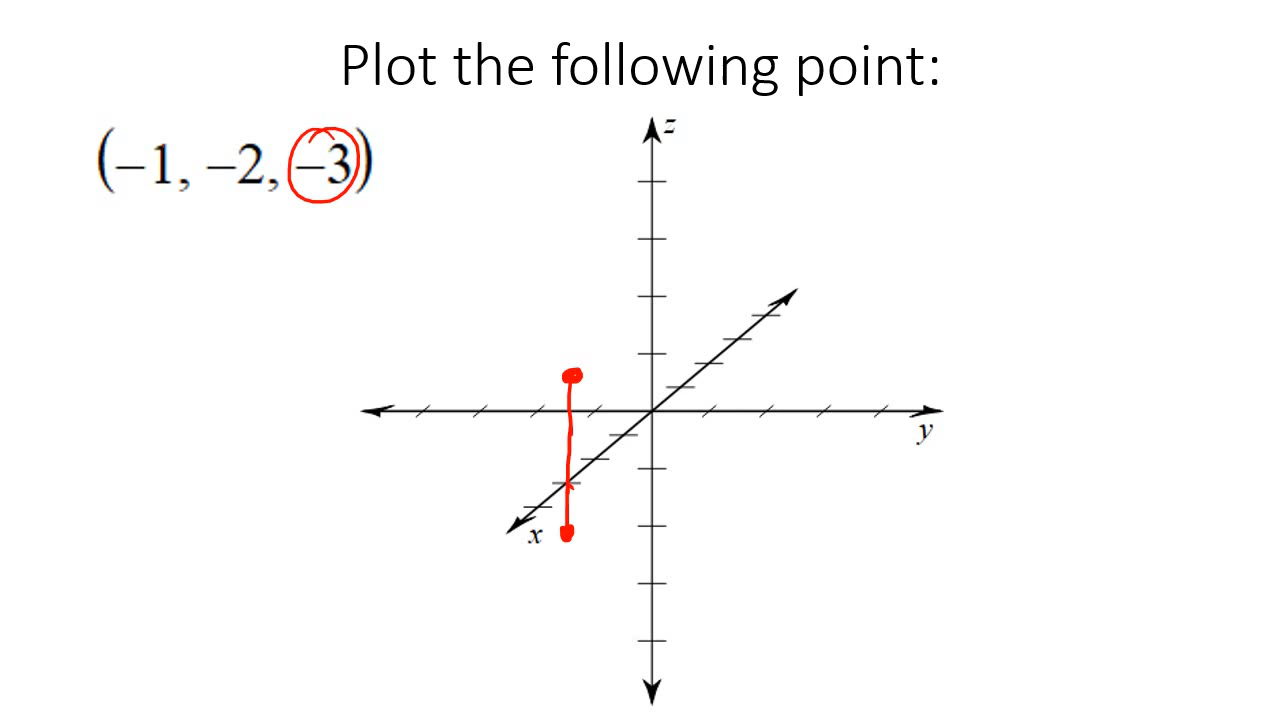 Plot the following point:
(−1, −2, −3)
z
y
x